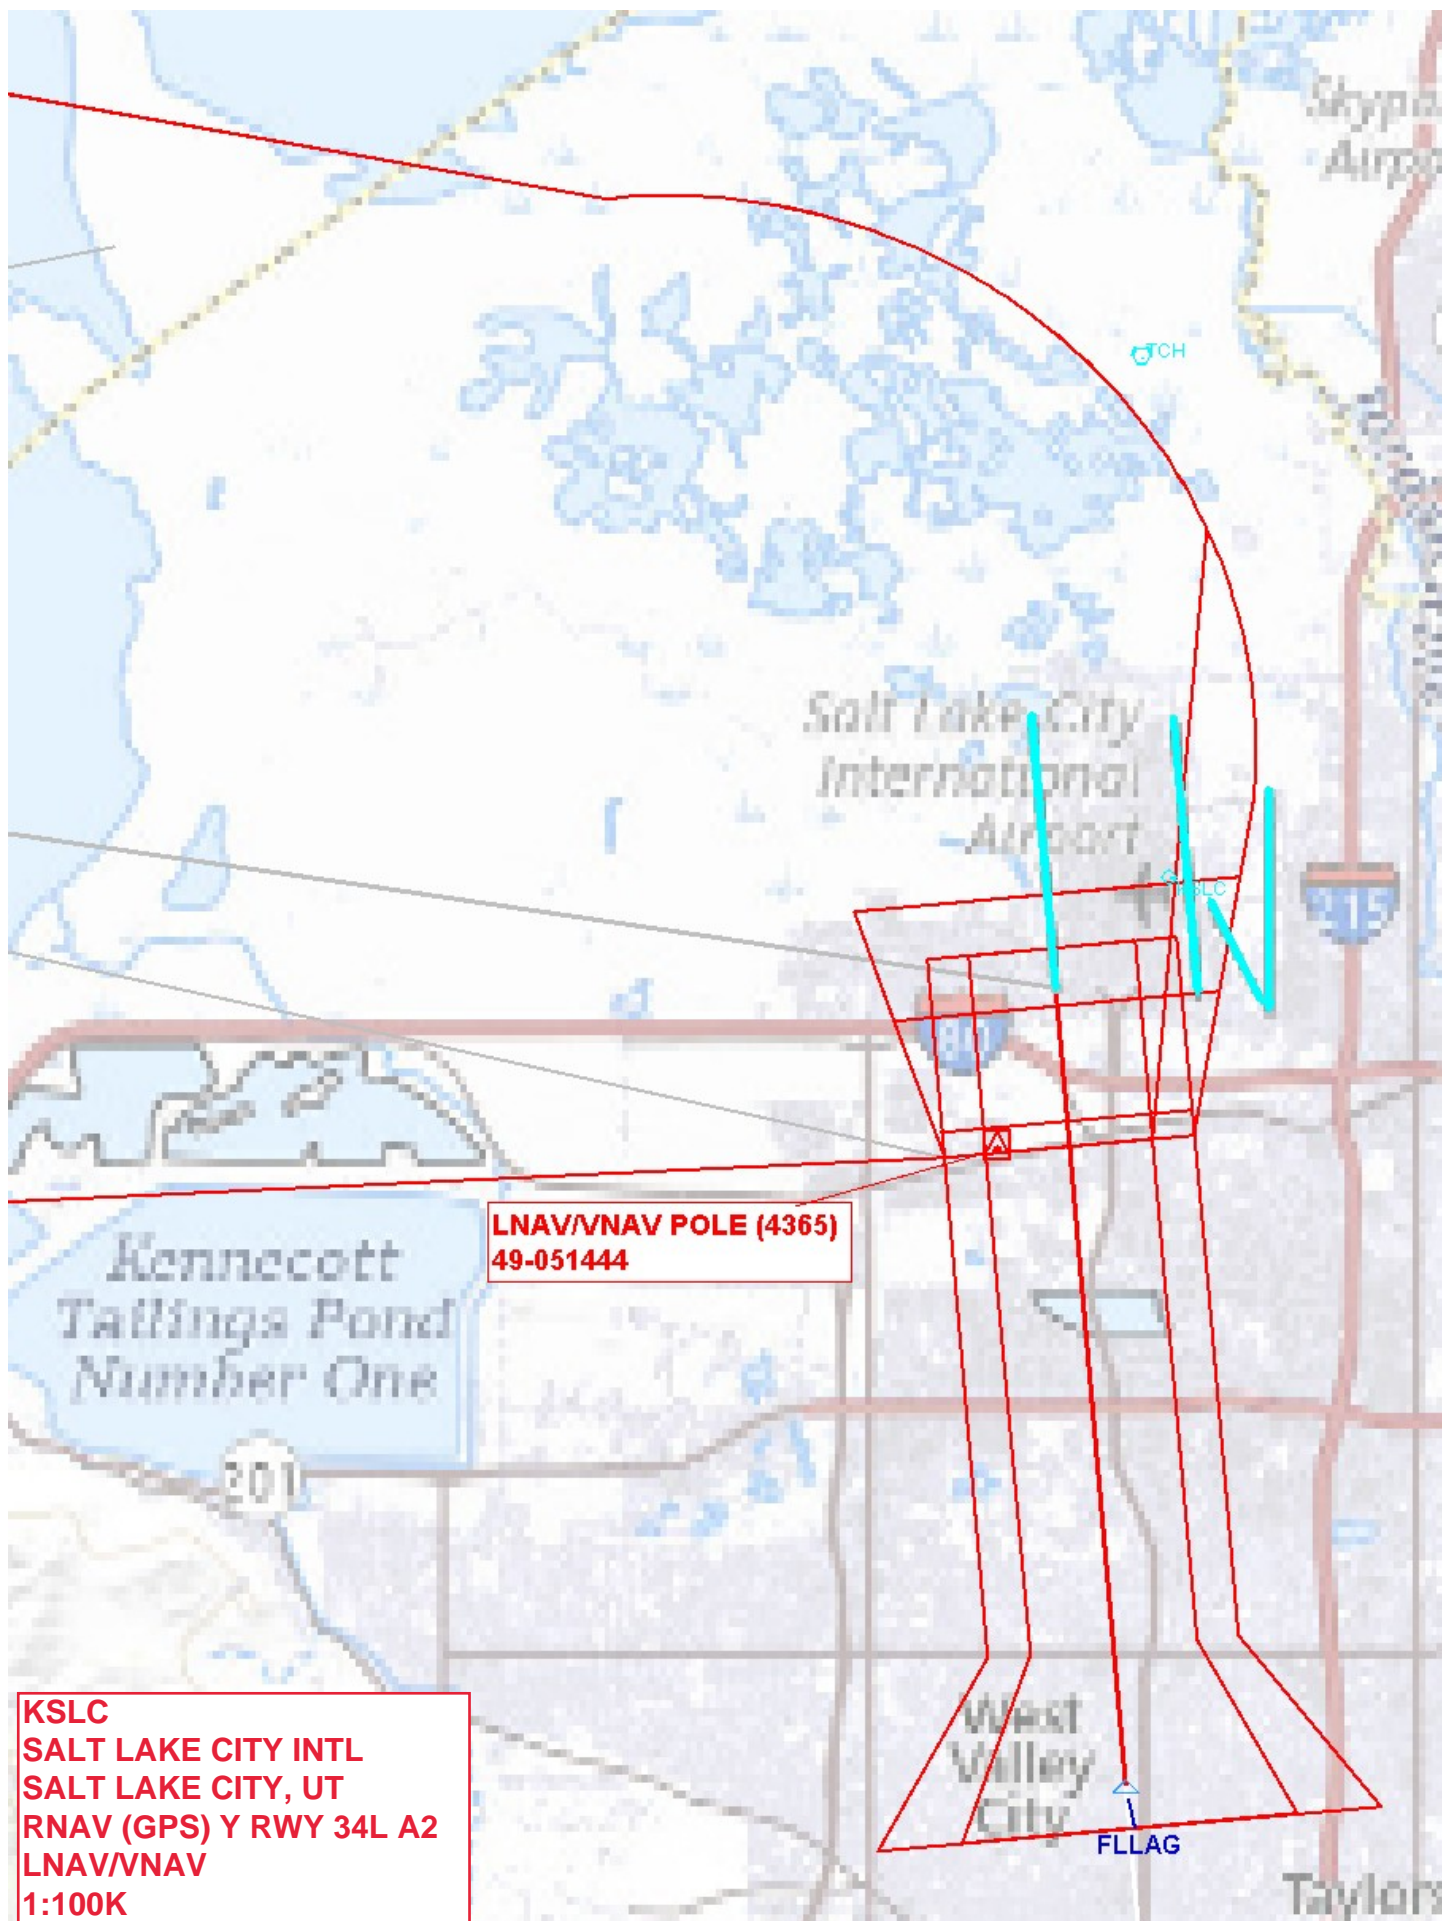 Skypa
Airpo
TCH
Salt Lake City
International
Airport
KSLC
215
80
LNAV/VNAV POLE (4365)
49-051444
Kennecott
Tailings Pond
Number One
201
West
Valley
City
FLLAG
Taylors
KSLC
SALT LAKE CITY INTL
SALT LAKE CITY, UT
RNAV (GPS) Y RWY 34L A2
LNAV/VNAV
1:100K